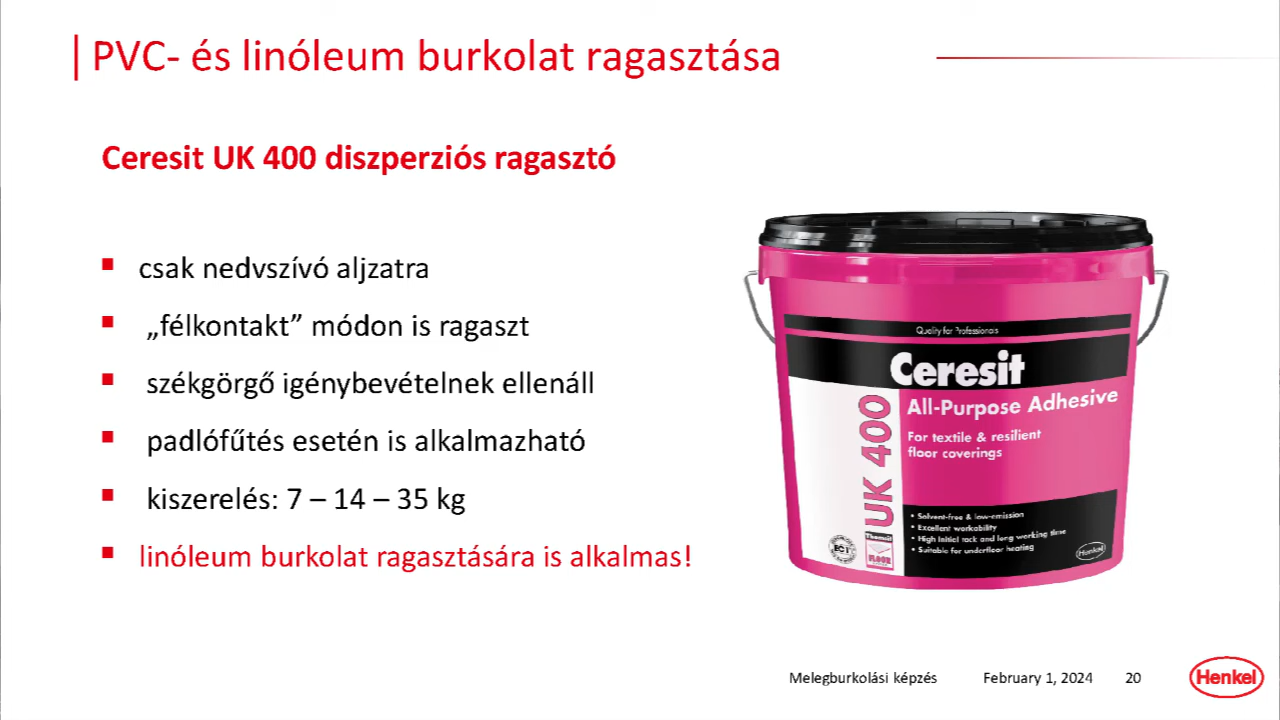 PVC- és linóleum burkolat ragasztása
Ceresit UK 400 diszperziós ragasztó
csak nedvszívó aljzatra
„félkontakt” módon is ragaszt
székgörgő igénybevételnek ellenáll
padlófűtés esetén is alkalmazható
kiszerelés: 7 – 14 – 35 kg
linóleum burkolat ragasztására is alkalmas!
Quality for Professionals
Ceresit
UK 400
All-Purpose Adhesive
For textile & resilient
floor coverings
• Solvent-free & low-emission
• Excellent workability
• High initial tack and long working time
• Suitable for underfloor heating
Thomsit
FLOOR
Henkel
Melegburkolási képzés February 1, 2024 20
Henkel